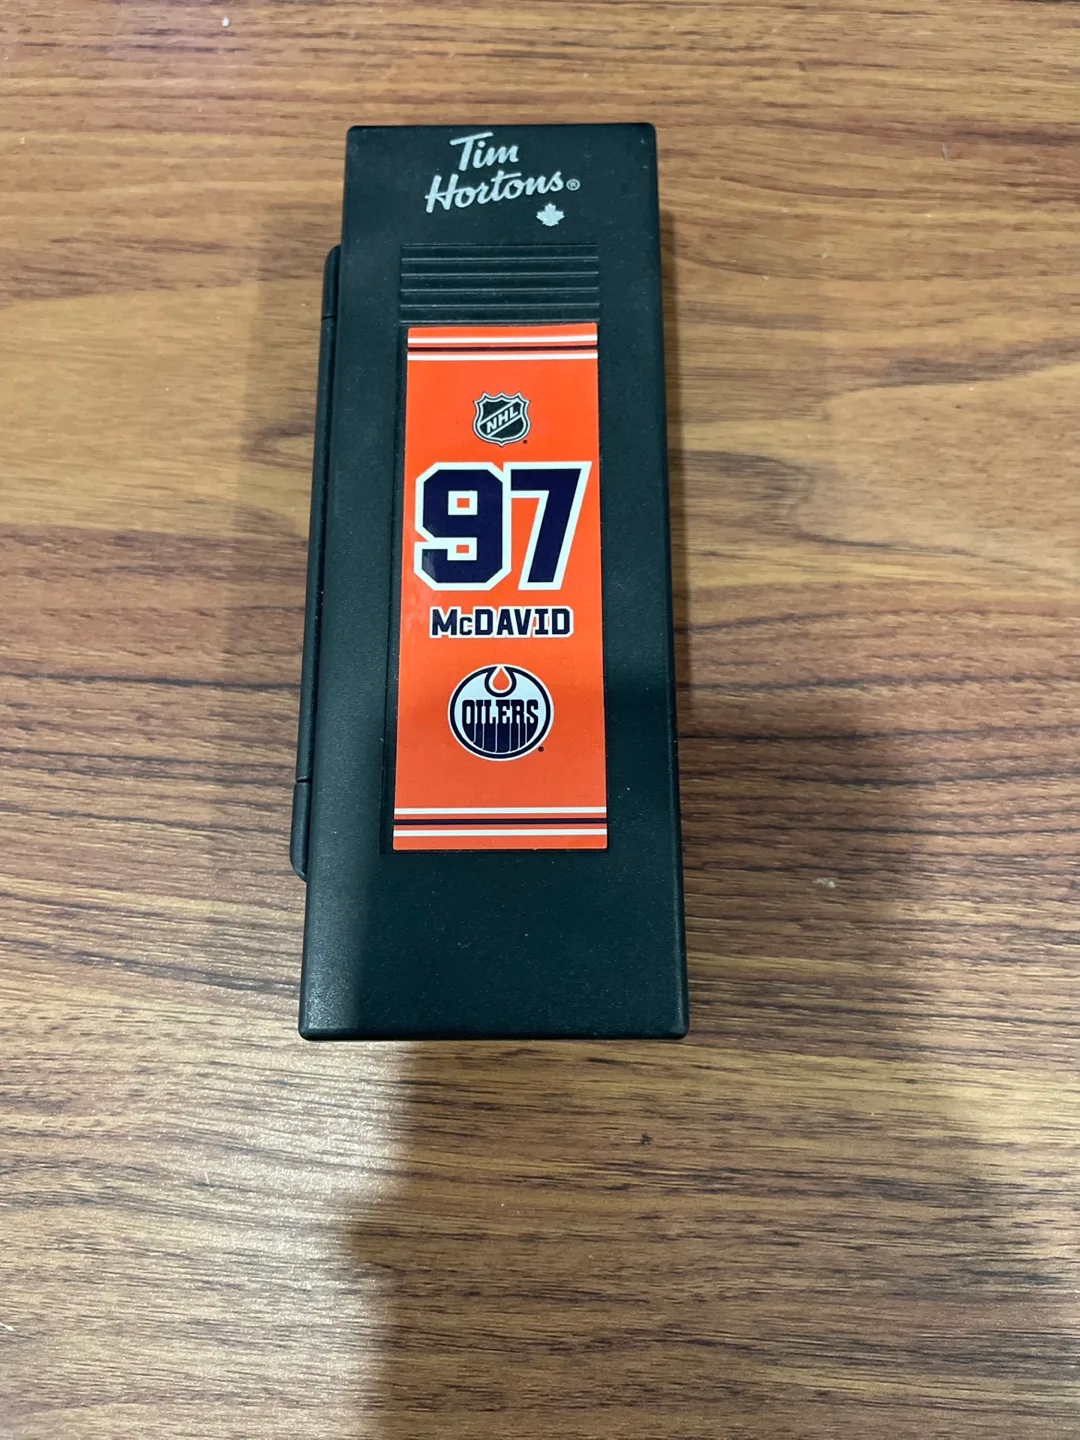 Tim
Hortons®
NHL
97
McDAVID
OILERS